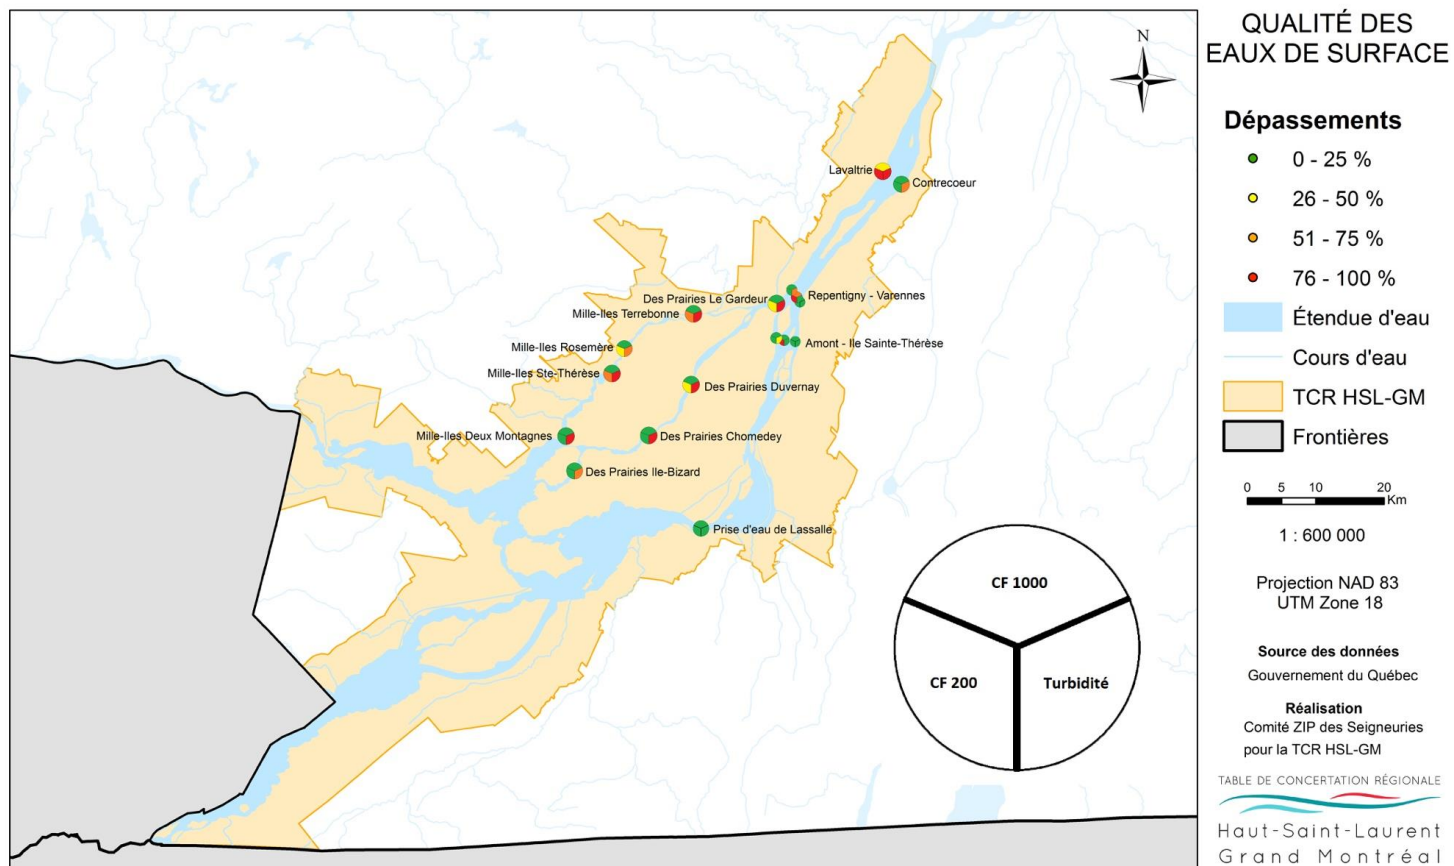 QUALITÉ DES
EAUX DE SURFACE
N
Dépassements
0 - 25 %
26 - 50 %
51 - 75 %
76 - 100 %
Étendue d'eau
Cours d'eau
TCR HSL-GM
Frontières
0 5 10 20
Km
1 : 600 000
Projection NAD 83
UTM Zone 18
Source des données
Gouvernement du Québec
Réalisation
Comité ZIP des Seigneuries
pour la TCR HSL-GM
TABLE DE CONCERTATION RÉGIONALE
Haut-Saint-Laurent
Grand Montréal
Lavaltrie
Contrecoeur
Des Prairies Le Gardeur
Repentigny - Varennes
Mille-Iles Terrebonne
Amont - Ile Sainte-Thérèse
Mille-Iles Rosemère
Mille-Iles Ste-Thérèse
Des Prairies Duvernay
Mille-Iles Deux Montagnes
Des Prairies Chomedey
Des Prairies Ile-Bizard
Prise d'eau de Lassalle
CF 1000
CF 200
Turbidité